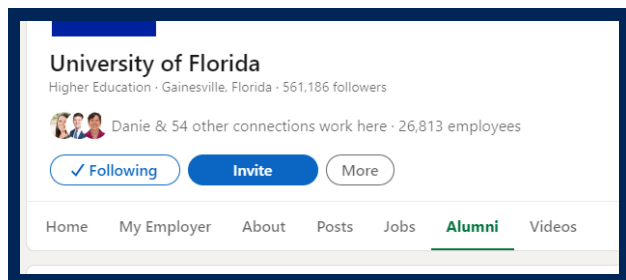 University of Florida
Higher Education · Gainesville, Florida · 561,186 followers
Danie & 54 other connections work here · 26,813 employees
✓ Following Invite More
Home My Employer About Posts Jobs Alumni Videos